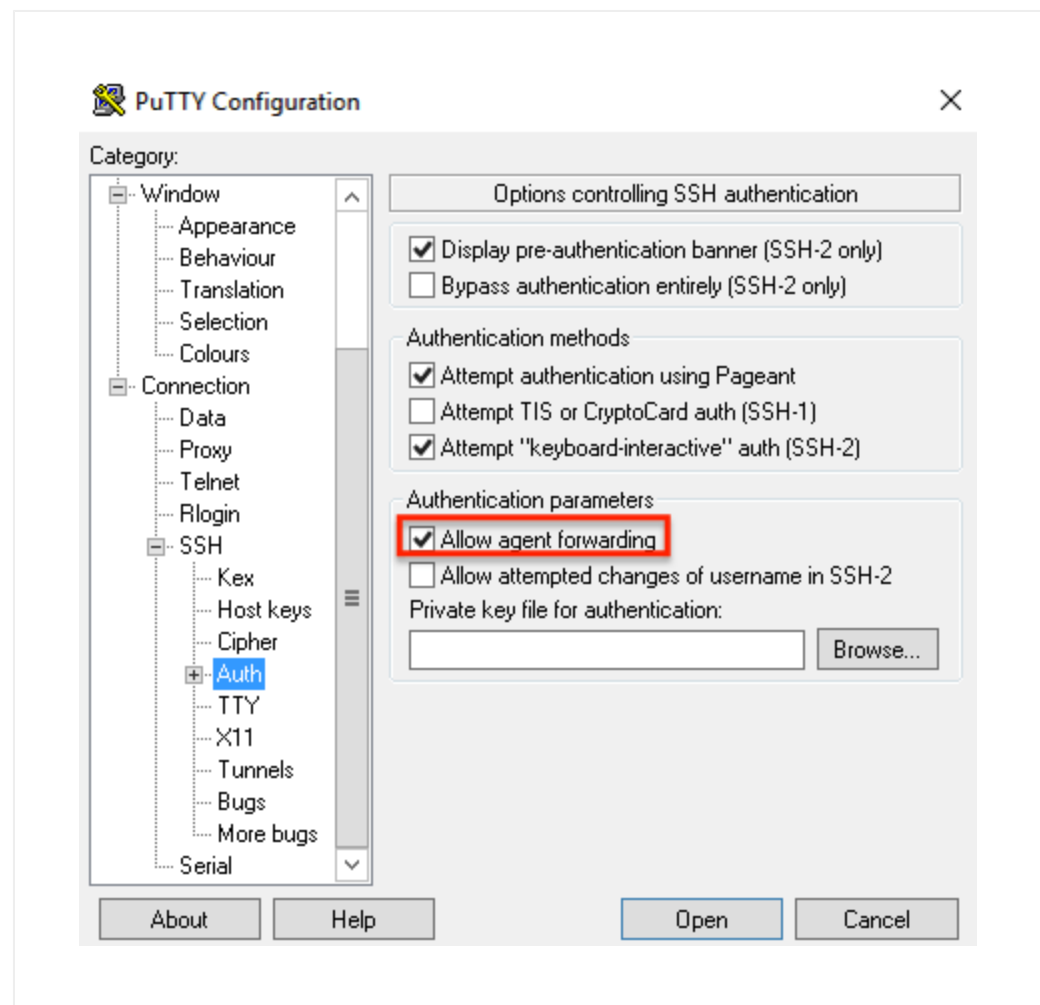 PuTTY Configuration
Category:
Window
Appearance
Behaviour
Translation
Selection
Colours
Connection
Data
Proxy
Telnet
Rlogin
SSH
Kex
Host keys
Cipher
Auth
TTY
X11
Tunnels
Bugs
More bugs
Serial
Options controlling SSH authentication
Display pre-authentication banner (SSH-2 only)
Bypass authentication entirely (SSH-2 only)
Authentication methods
Attempt authentication using Pageant
Attempt TIS or CryptoCard auth (SSH-1)
Attempt "keyboard-interactive" auth (SSH-2)
Authentication parameters
Allow agent forwarding
Allow attempted changes of username in SSH-2
Private key file for authentication:
Browse...
About
Help
Open
Cancel